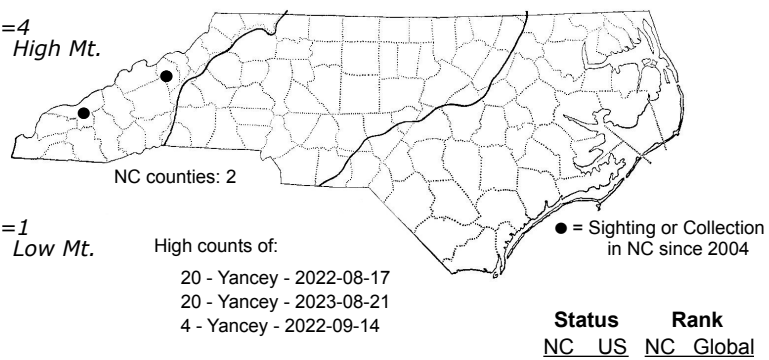 =4
High Mt.
NC counties: 2
=1
Low Mt.
High counts of:
20 - Yancey - 2022-08-17
20 - Yancey - 2023-08-21
4 - Yancey - 2022-09-14
● = Sighting or Collection
in NC since 2004
Status Rank
NC US NC Global